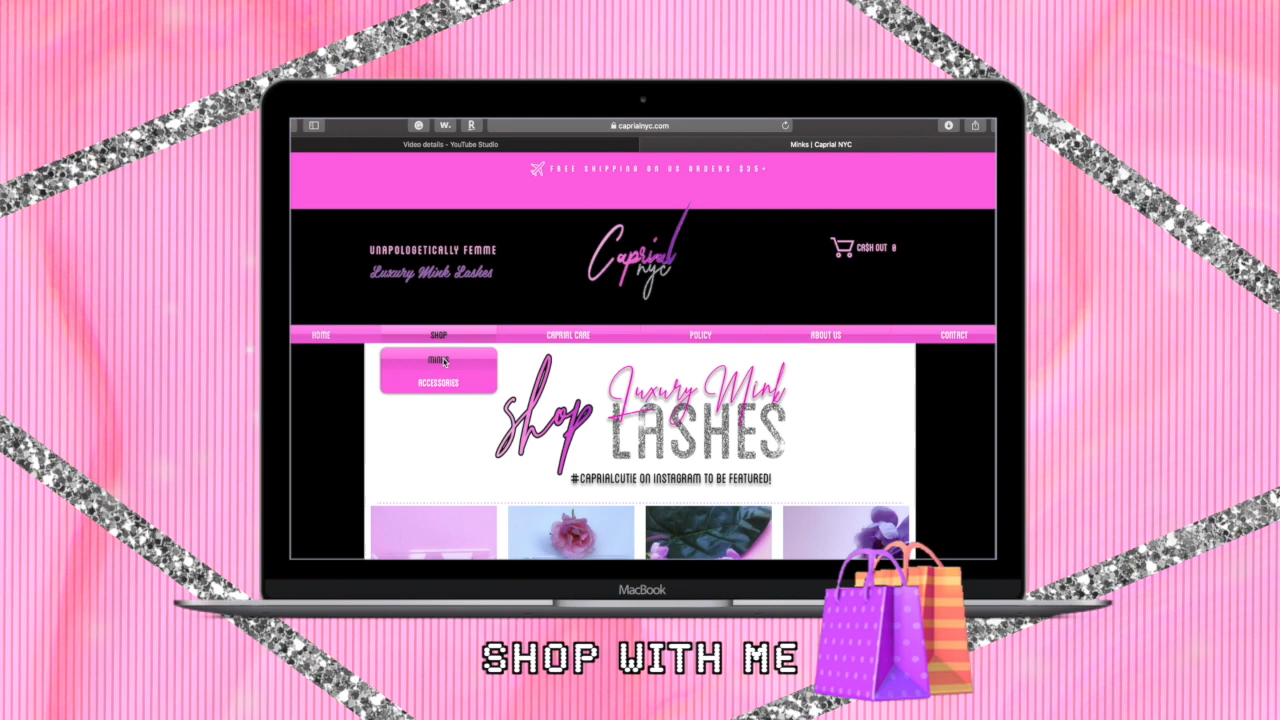 w. R caprialnyc.com
Video details - YouTube Studio Minks | Caprial NYC
FREE SHIPPING ON US ORDERS $35+
UNAPOLOGETICALLY FEMME
Luxury Mink Lashes
Caprial
nyc
CA$H OUT 0
HOME SHOP CAPRIAL CARE POLICY ABOUT US CONTACT
MINKS
ACCESSORIES
shop Luxury Mink
LASHES
#CAPRIALCUTIE ON INSTAGRAM TO BE FEATURED!
MacBook
SHOP WITH ME